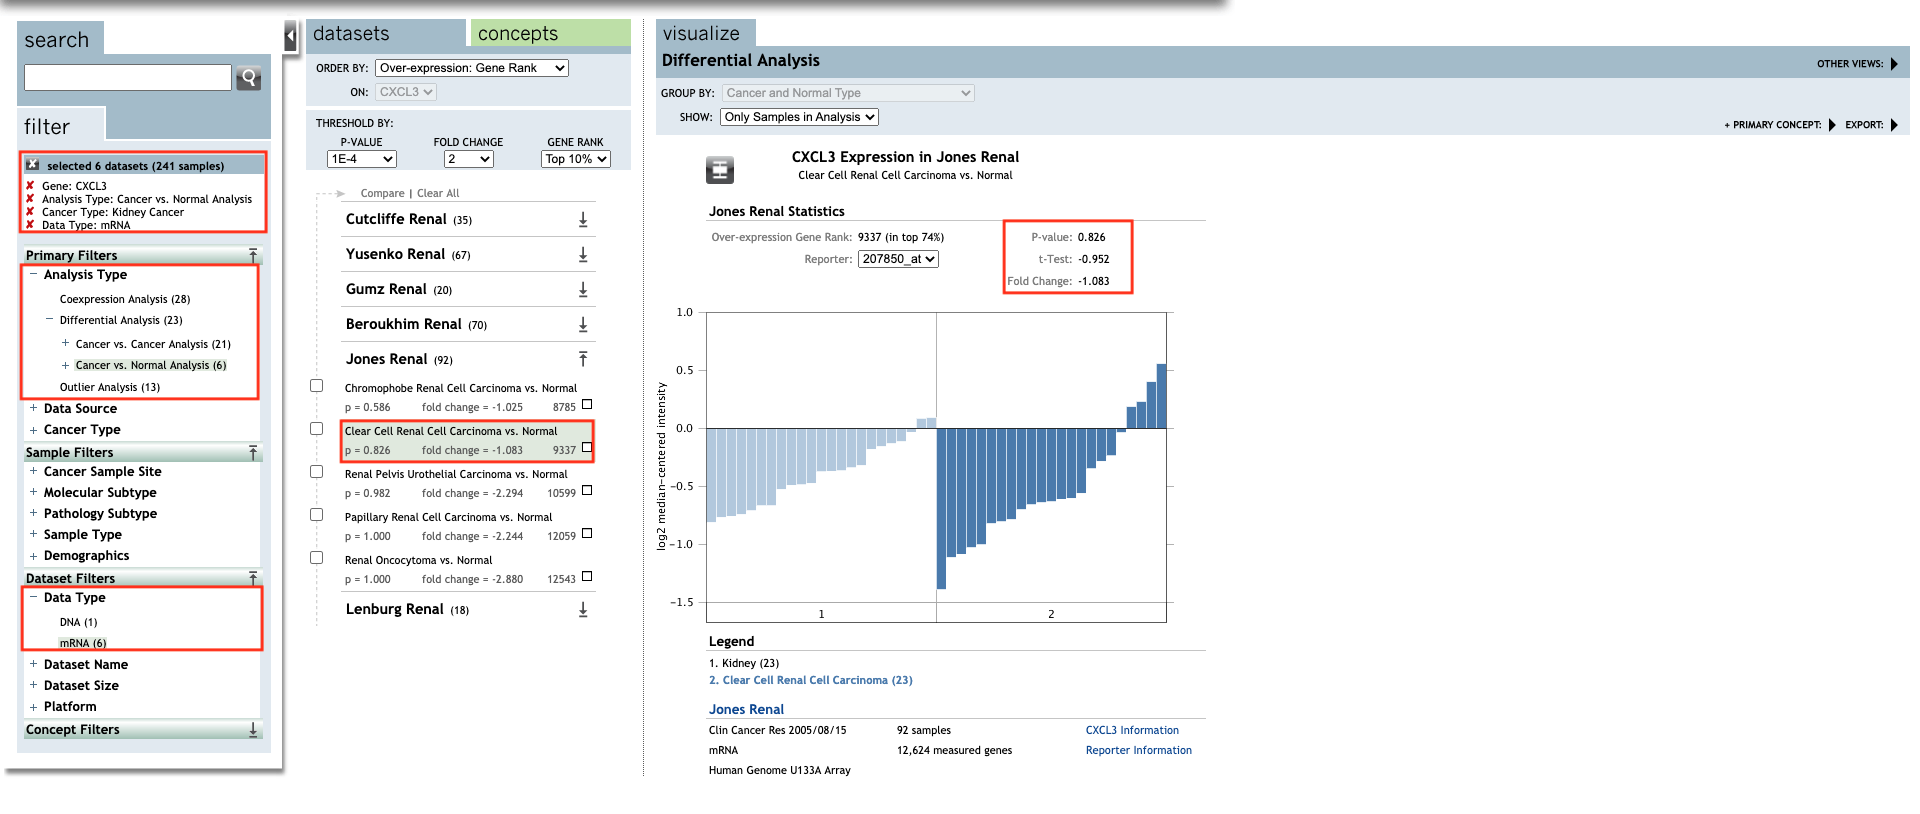 search
filter
selected 6 datasets (241 samples)
Gene: CXCL3
Analysis Type: Cancer vs. Normal Analysis
Cancer Type: Kidney Cancer
Data Type: mRNA
Primary Filters
Analysis Type
Coexpression Analysis (28)
Differential Analysis (23)
Cancer vs. Cancer Analysis (21)
Cancer vs. Normal Analysis (6)
Outlier Analysis (13)
Data Source
Cancer Type
Sample Filters
Cancer Sample Site
Molecular Subtype
Pathology Subtype
Sample Type
Demographics
Dataset Filters
Data Type
DNA (1)
mRNA (6)
Dataset Name
Dataset Size
Platform
Concept Filters
datasets concepts
ORDER BY: Over-expression: Gene Rank
ON: CXCL3
THRESHOLD BY:
P-VALUE FOLD CHANGE GENE RANK
1E-4 2 Top 10%
Compare | Clear All
Cutcliffe Renal (35)
Yusenko Renal (67)
Gumz Renal (20)
Beroukhim Renal (70)
Jones Renal (92)
Chromophobe Renal Cell Carcinoma vs. Normal
p = 0.586 fold change = -1.025 8785
Clear Cell Renal Cell Carcinoma vs. Normal
p = 0.826 fold change = -1.083 9337
Renal Pelvis Urothelial Carcinoma vs. Normal
p = 0.982 fold change = -2.294 10599
Papillary Renal Cell Carcinoma vs. Normal
p = 1.000 fold change = -2.244 12059
Renal Oncocytoma vs. Normal
p = 1.000 fold change = -2.880 12543
Lenburg Renal (18)
visualize
Differential Analysis
OTHER VIEWS:
GROUP BY: Cancer and Normal Type
SHOW: Only Samples in Analysis
+ PRIMARY CONCEPT: EXPORT:
CXCL3 Expression in Jones Renal
Clear Cell Renal Cell Carcinoma vs. Normal
Jones Renal Statistics
Over-expression Gene Rank: 9337 (in top 74%)
Reporter: 207850_at
P-value: 0.826
t-Test: -0.952
Fold Change: -1.083
log2 median-centered intensity
1.0
0.5
0.0
-0.5
-1.0
-1.5
1 2
Legend
1. Kidney (23)
2. Clear Cell Renal Cell Carcinoma (23)
Jones Renal
Clin Cancer Res 2005/08/15 92 samples CXCL3 Information
mRNA 12,624 measured genes Reporter Information
Human Genome U133A Array